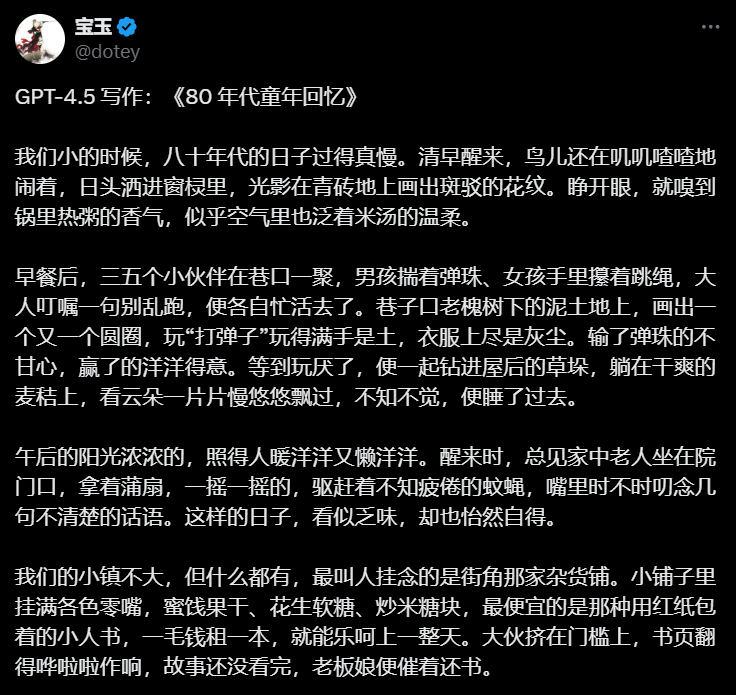 宝玉
@dotey
GPT-4.5 写作：《80 年代童年回忆》
我们小的时候，八十年代的日子过得真慢。清早醒来，鸟儿还在叽叽喳喳地
闹着，日头洒进窗棂里，光影在青砖地上画出斑驳的花纹。睁开眼，就嗅到
锅里热粥的香气，似乎空气里也泛着米汤的温柔。
早餐后，三五个小伙伴在巷口一聚，男孩揣着弹珠、女孩手里攥着跳绳，大
人叮嘱一句别乱跑，便各自忙活去了。巷子口老槐树下的泥土地上，画出一
个又一个圆圈，玩“打弹子”玩得满手是土，衣服上尽是灰尘。输了弹珠的不
甘心，赢了的洋洋得意。等到玩厌了，便一起钻进屋后的草垛，躺在干爽的
麦秸上，看云朵一片片慢悠悠飘过，不知不觉，便睡了过去。
午后的阳光浓浓的，照得人暖洋洋又懒洋洋。醒来时，总见家中老人坐在院
门口，拿着蒲扇，一摇一摇的，驱赶着不知疲倦的蚊蝇，嘴里时不时叨念几
句不清楚的话语。这样的日子，看似乏味，却也怡然自得。
我们的小镇不大，但什么都有，最叫人挂念的是街角那家杂货铺。小铺子里
挂满各色零嘴，蜜饯果干、花生软糖、炒米糖块，最便宜的是那种用红纸包
着的小人书，一毛钱租一本，就能乐呵上一整天。大伙挤在门槛上，书页翻
得哗啦啦作响，故事还没看完，老板娘便催着还书。